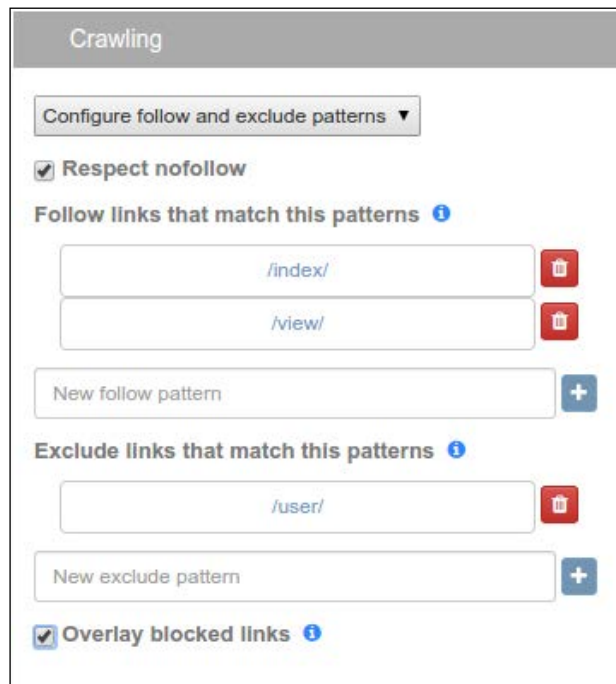 Crawling
Configure follow and exclude patterns ▼
Respect nofollow
Follow links that match this patterns
/index/
/view/
New follow pattern
Exclude links that match this patterns
/user/
New exclude pattern
Overlay blocked links